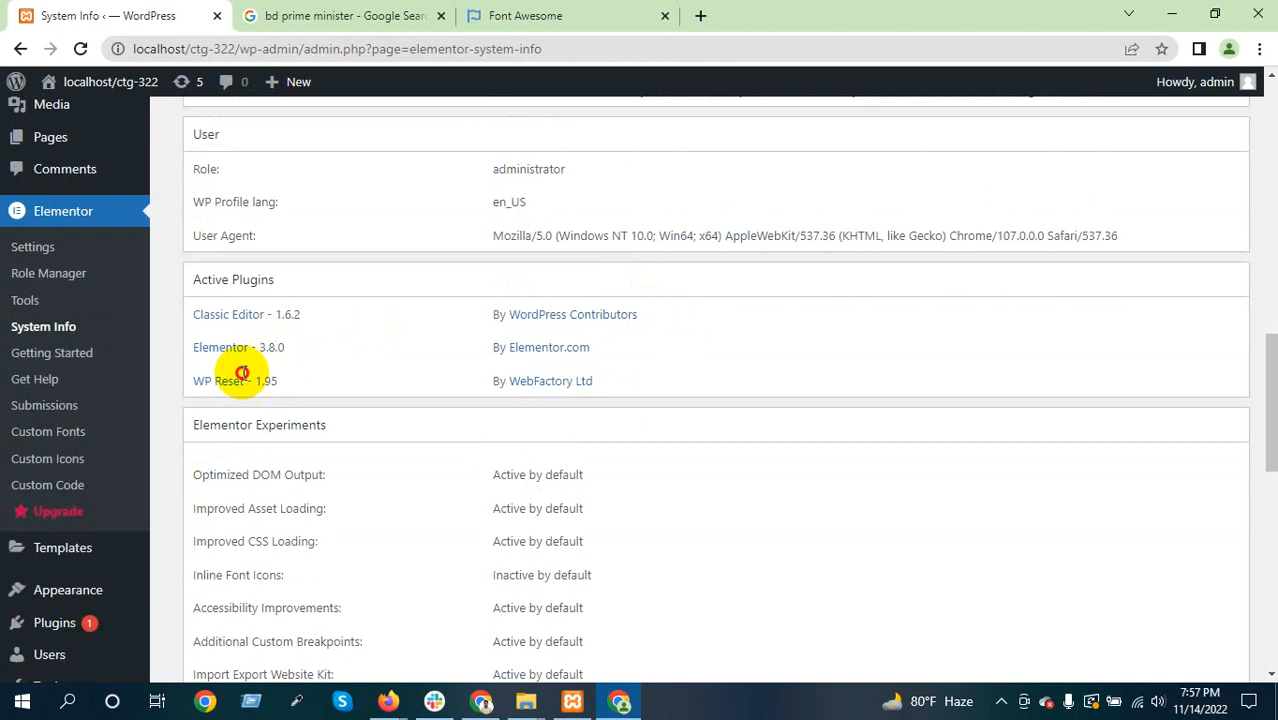 System Info ‹ — WordPress
bd prime minister - Google Sear
Font Awesome
localhost/ctg-322/wp-admin/admin.php?page=elementor-system-info
localhost/ctg-322
5
0
New
Howdy, admin
Media
Pages
Comments
Elementor
Settings
Role Manager
Tools
System Info
Getting Started
Get Help
Submissions
Custom Fonts
Custom Icons
Custom Code
Upgrade
Templates
Appearance
Plugins 1
Users
User
Role: administrator
WP Profile lang: en_US
User Agent: Mozilla/5.0 (Windows NT 10.0; Win64; x64) AppleWebKit/537.36 (KHTML, like Gecko) Chrome/107.0.0.0 Safari/537.36
Active Plugins
Classic Editor - 1.6.2 By WordPress Contributors
Elementor - 3.8.0 By Elementor.com
WP Reset - 1.95 By WebFactory Ltd
Elementor Experiments
Optimized DOM Output: Active by default
Improved Asset Loading: Active by default
Improved CSS Loading: Active by default
Inline Font Icons: Inactive by default
Accessibility Improvements: Active by default
Additional Custom Breakpoints: Active by default
Import Export Website Kit: Active by default
80°F Haze
7:57 PM
11/14/2022